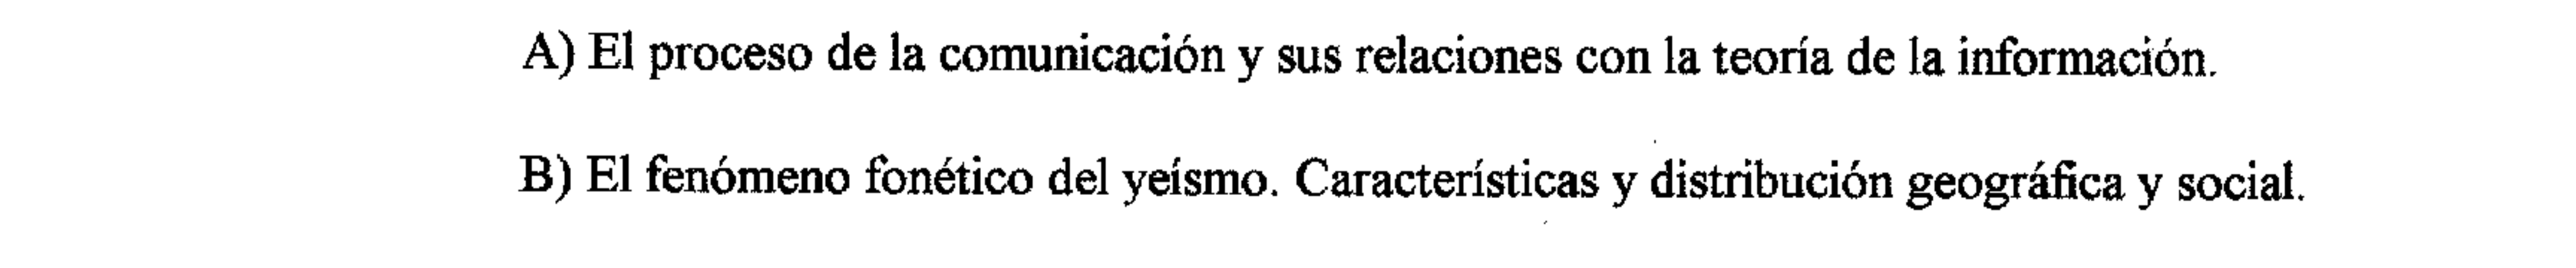 A) El proceso de la comunicación y sus relaciones con la teoría de la información.
B) El fenómeno fonético del yeísmo. Características y distribución geográfica y social.